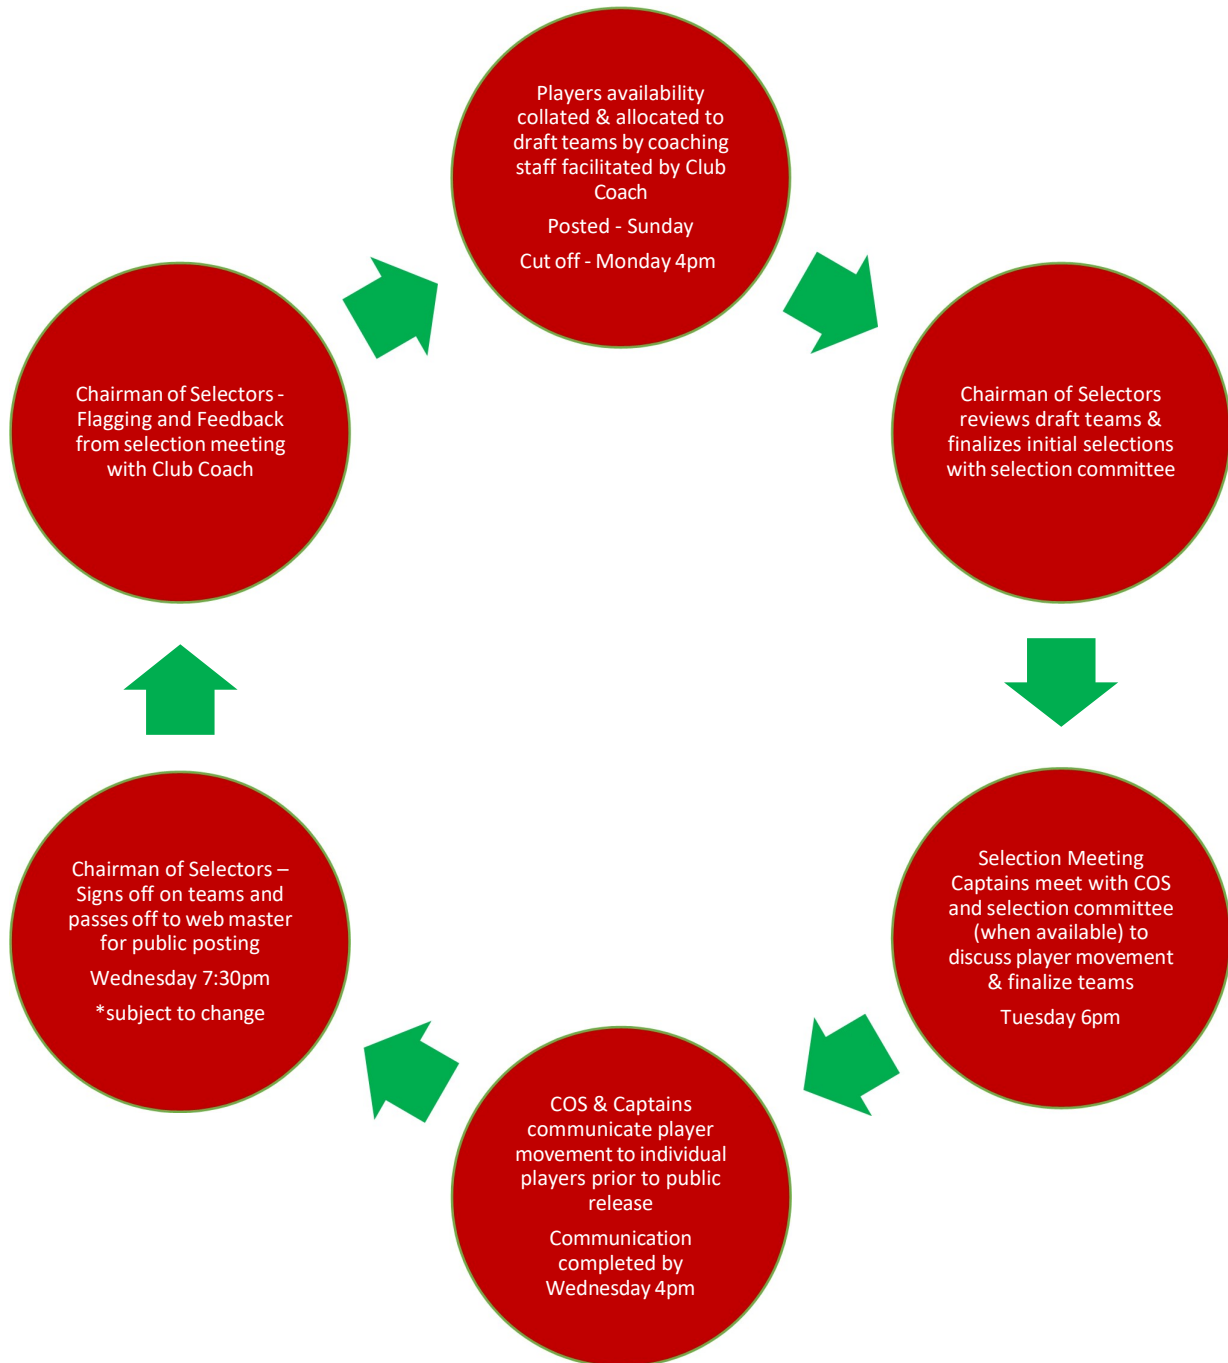 Players availability
collated & allocated to
draft teams by coaching
staff facilitated by Club
Coach
Posted - Sunday
Cut off - Monday 4pm
Chairman of Selectors
reviews draft teams &
finalizes initial selections
with selection committee
Selection Meeting
Captains meet with COS
and selection committee
(when available) to
discuss player movement
& finalize teams
Tuesday 6pm
COS & Captains
communicate player
movement to individual
players prior to public
release
Communication
completed by
Wednesday 4pm
Chairman of Selectors –
Signs off on teams and
passes off to web master
for public posting
Wednesday 7:30pm
*subject to change
Chairman of Selectors -
Flagging and Feedback
from selection meeting
with Club Coach